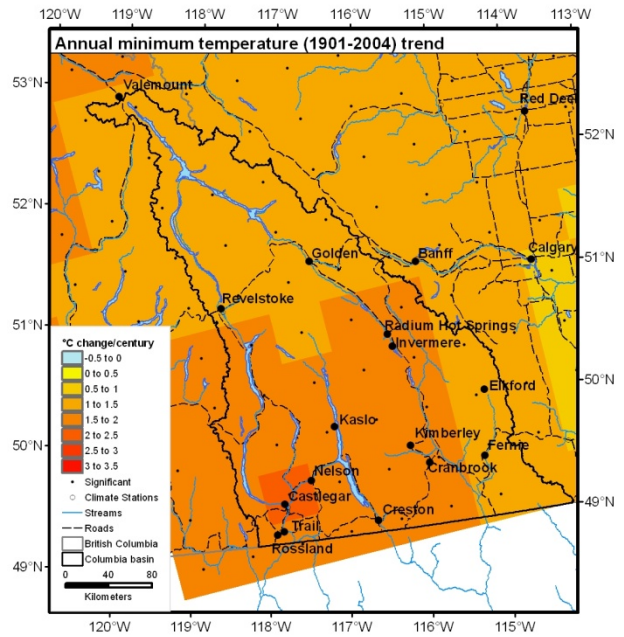 120°W 119°W 118°W 117°W 116°W 115°W 114°W 113°W
Annual minimum temperature (1901-2004) trend
53°N
Valemount
Red Deer
52°N
52°N
Golden
Banff
Calgary
51°N
Revelstoke
51°N
Radium Hot Springs
Invermere
°C change/century
-0.5 to 0
0 to 0.5
0.5 to 1
1 to 1.5
1.5 to 2
2 to 2.5
2.5 to 3
3 to 3.5
Significant
Climate Stations
Streams
Roads
British Columbia
Columbia basin
0 40 80
Kilometers
50°N
Elkford
Kaslo
Kimberley
Fernie
50°N
Cranbrook
Nelson
Castlegar
Creston
Trail
Rossland
49°N
49°N
120°W 119°W 118°W 117°W 116°W 115°W